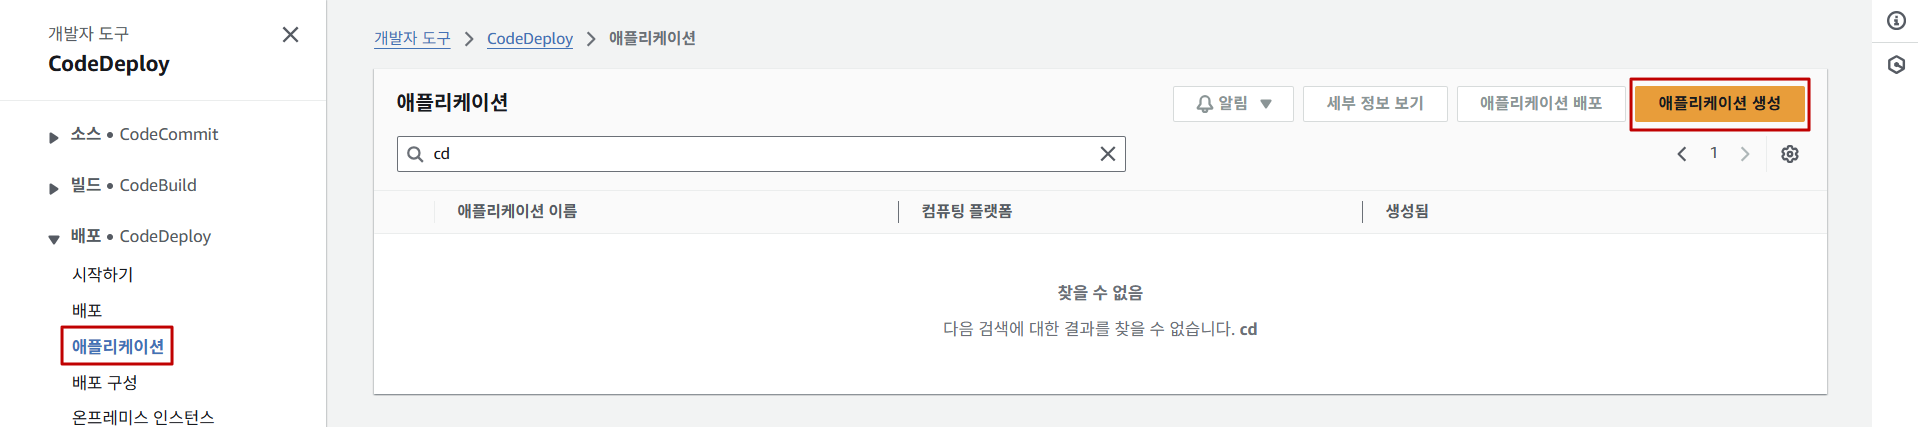 개발자 도구
CodeDeploy
소스 • CodeCommit
빌드 • CodeBuild
배포 • CodeDeploy
시작하기
배포
애플리케이션
배포 구성
온프레미스 인스턴스
개발자 도구 > CodeDeploy > 애플리케이션
애플리케이션
알림 ▼ 세부 정보 보기 애플리케이션 배포 애플리케이션 생성
cd
< 1 >
애플리케이션 이름 컴퓨팅 플랫폼 생성됨
찾을 수 없음
다음 검색에 대한 결과를 찾을 수 없습니다. cd